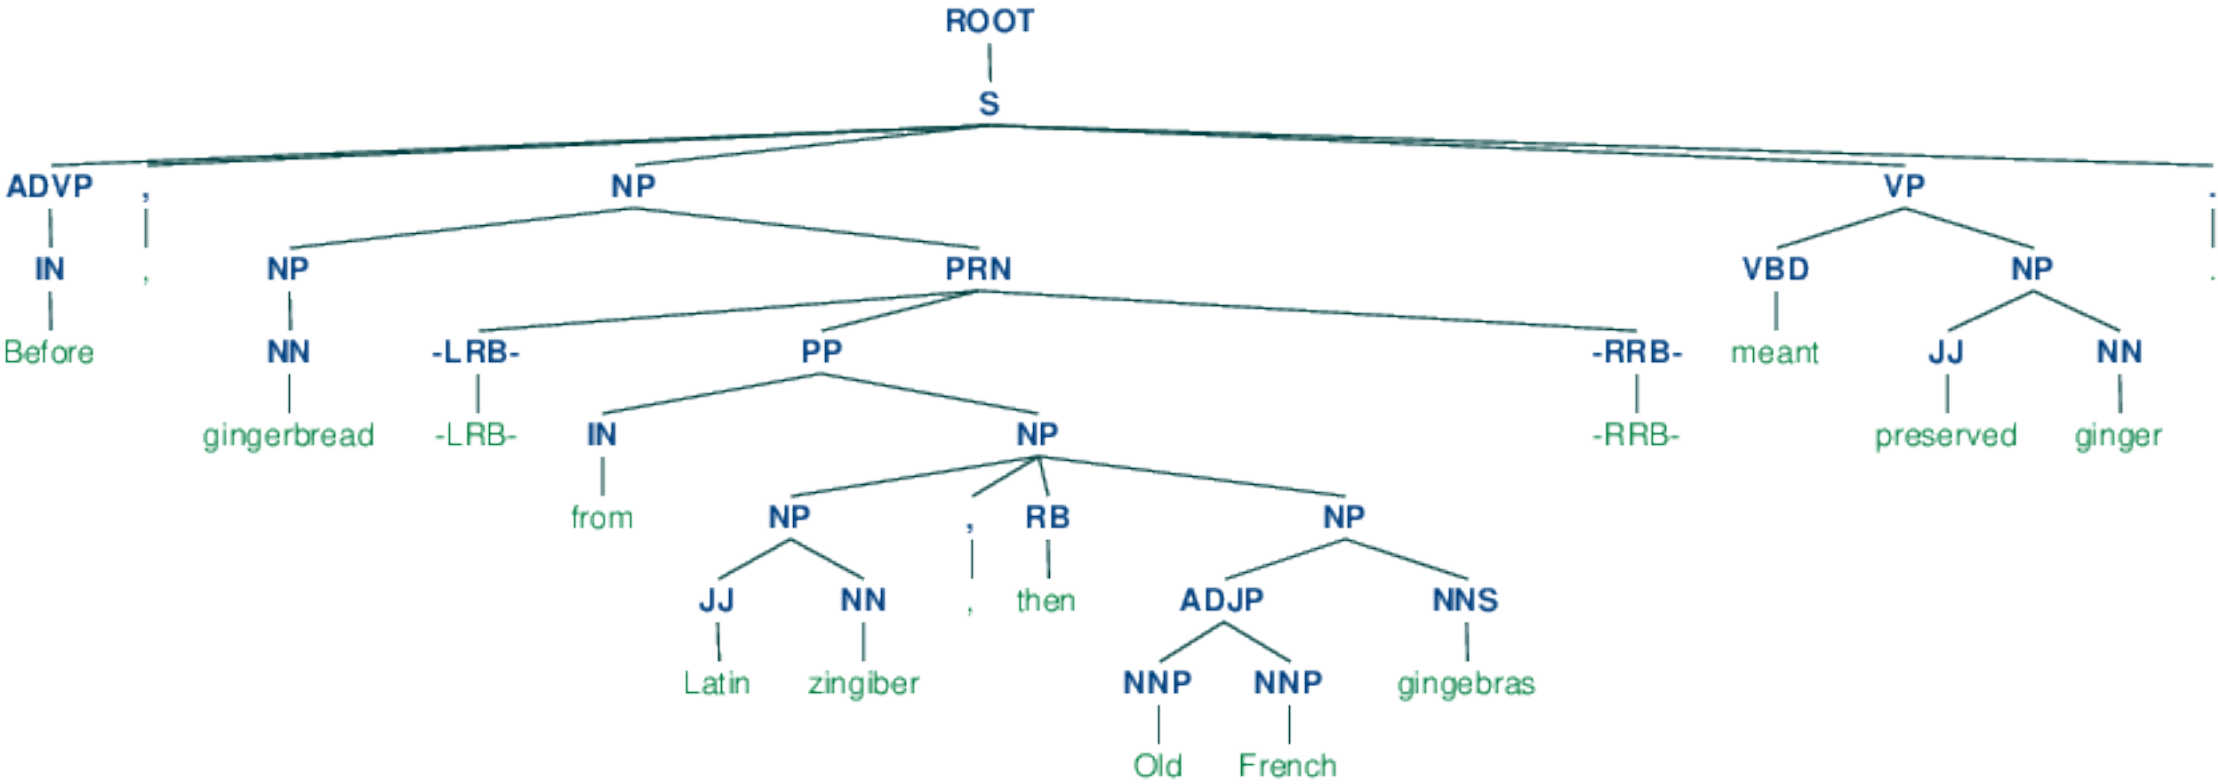 ROOT
S
ADVP , NP VP .
IN , NP PRN VBD NP .
Before NN -LRB- PP -RRB- meant JJ NN
gingerbread -LRB- IN NP -RRB- preserved ginger
from NP , RB NP
JJ NN , then ADJP NNS
Latin zingiber NNP NNP gingebras
Old French